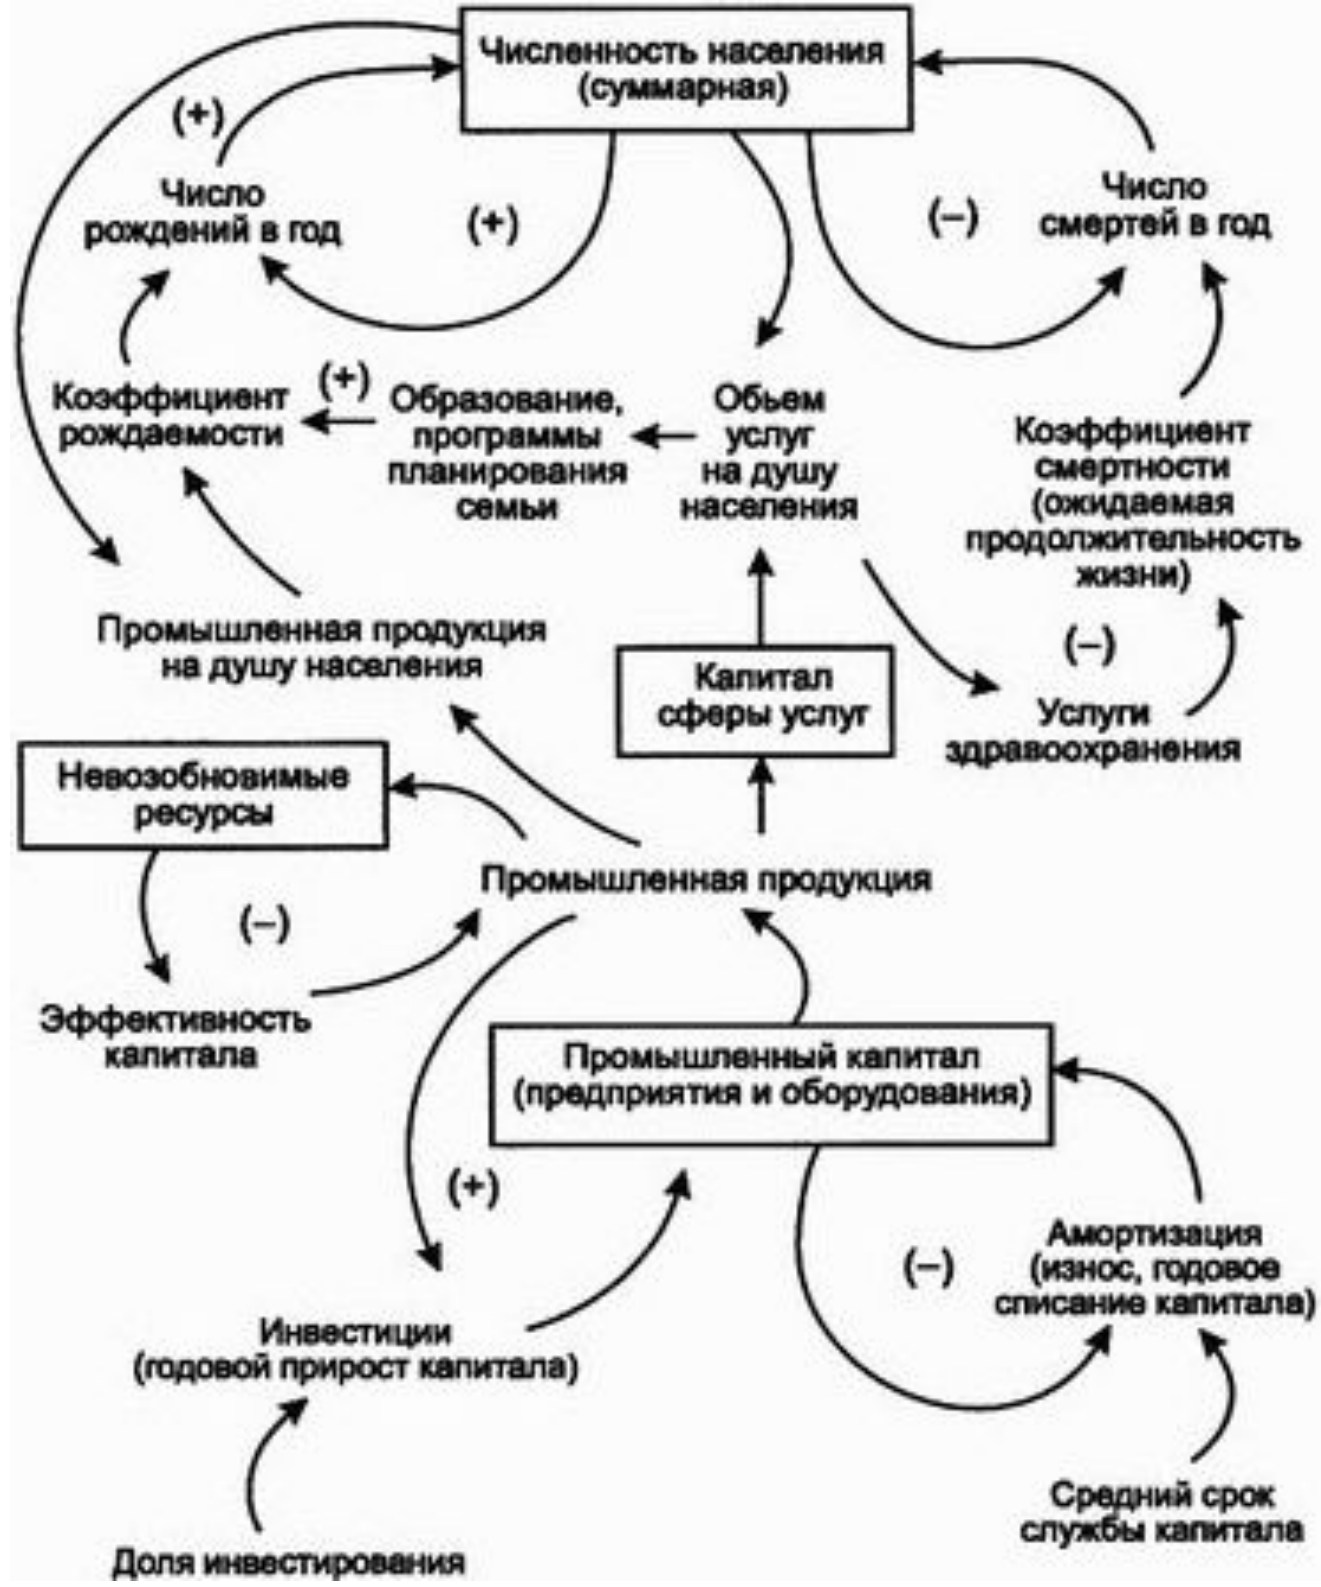 Численность населения
(суммарная)
(+)
Число
рождений в год
(+)
(–)
Число
смертей в год
Коэффициент
рождаемости
(+)
Образование,
программы
планирования
семьи
Обьем
услуг
на душу
населения
Коэффициент
смертности
(ожидаемая
продолжительность
жизни)
Промышленная продукция
на душу населения
Капитал
сферы услуг
(–)
Услуги
здравоохранения
Невозобновимые
ресурсы
Промышленная продукция
(–)
Эффективность
капитала
Промышленный капитал
(предприятия и оборудования)
(+)
(–)
Амортизация
(износ, годовое
списание капитала)
Инвестиции
(годовой прирост капитала)
Средний срок
службы капитала
Доля инвестирования